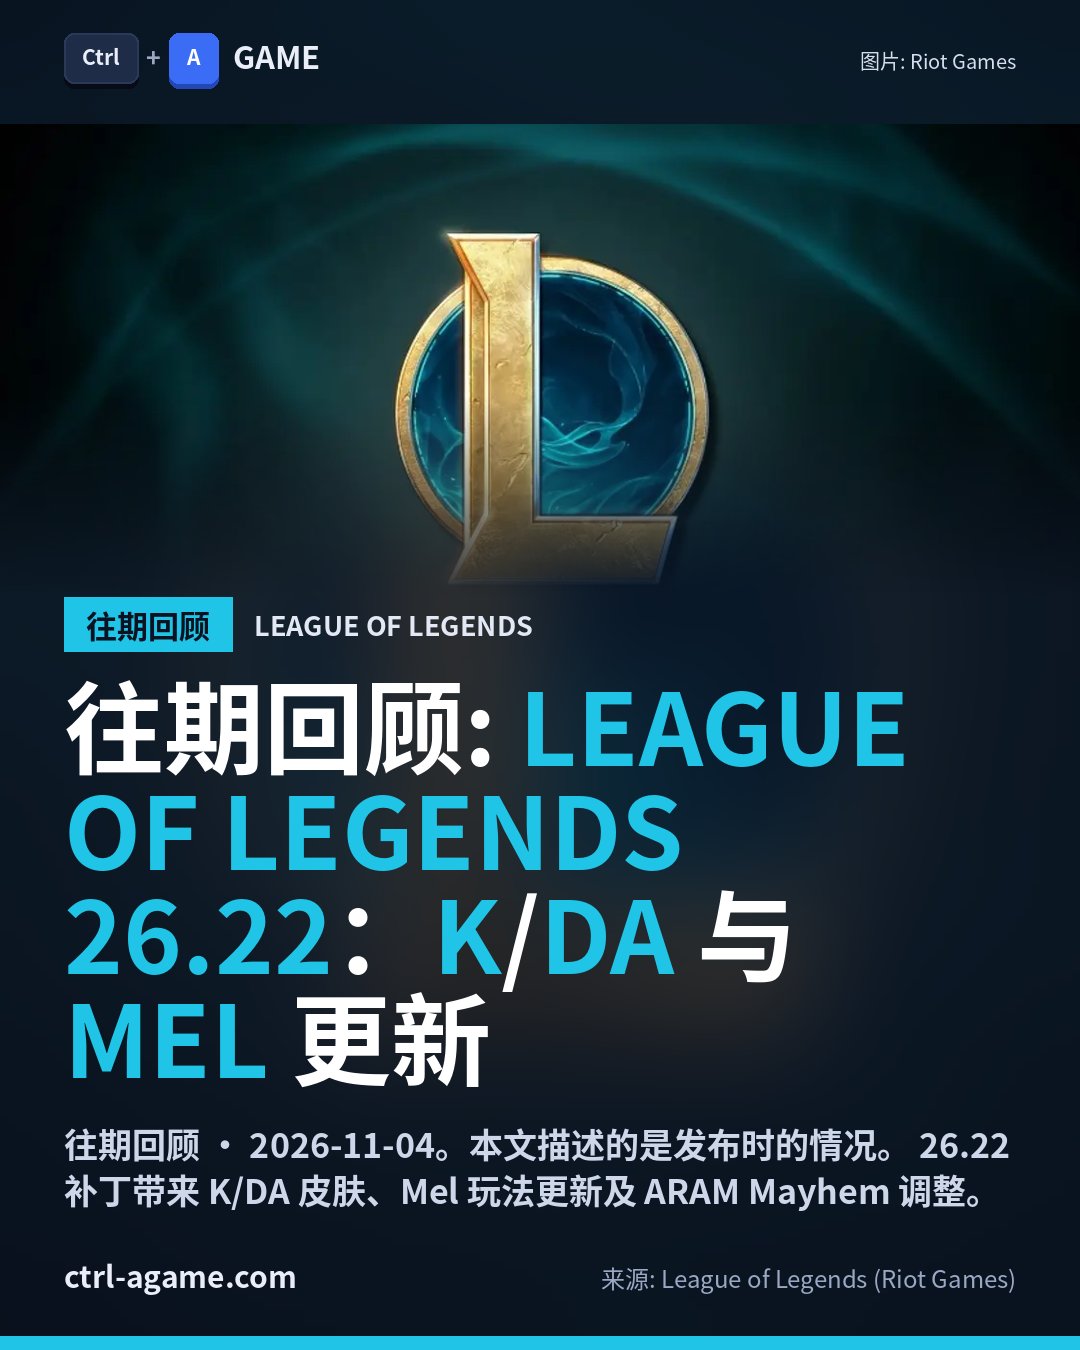 Ctrl + A GAME
图片: Riot Games
往期回顾 LEAGUE OF LEGENDS
往期回顾: LEAGUE
OF LEGENDS
26.22：K/DA 与
MEL 更新
往期回顾 · 2026-11-04。本文描述的是发布时的情况。 26.22
补丁带来 K/DA 皮肤、Mel 玩法更新及 ARAM Mayhem 调整。
ctrl-agame.com
来源: League of Legends (Riot Games)